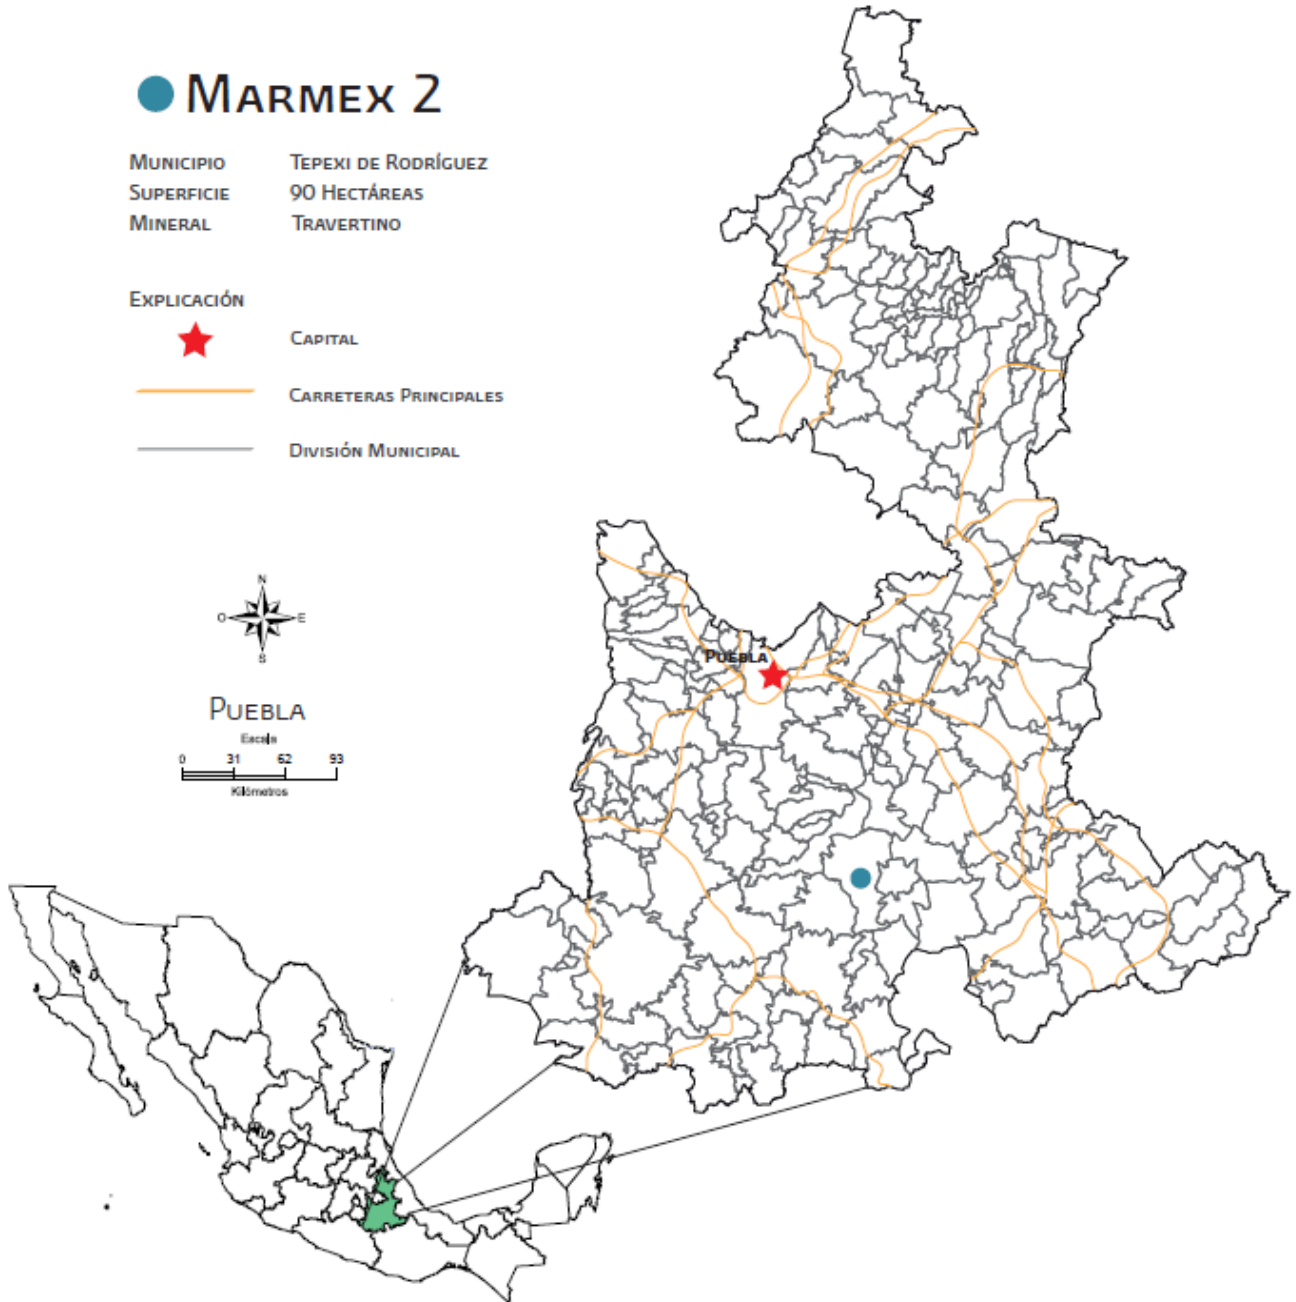 Marmex 2
Municipio Tepexi de Rodríguez
Superficie 90 Hectáreas
Mineral Travertino
Explicación
Capital
Carreteras Principales
División Municipal
N
O E
S
Puebla
Puebla
Escala
0 31 62 93
Kilómetros